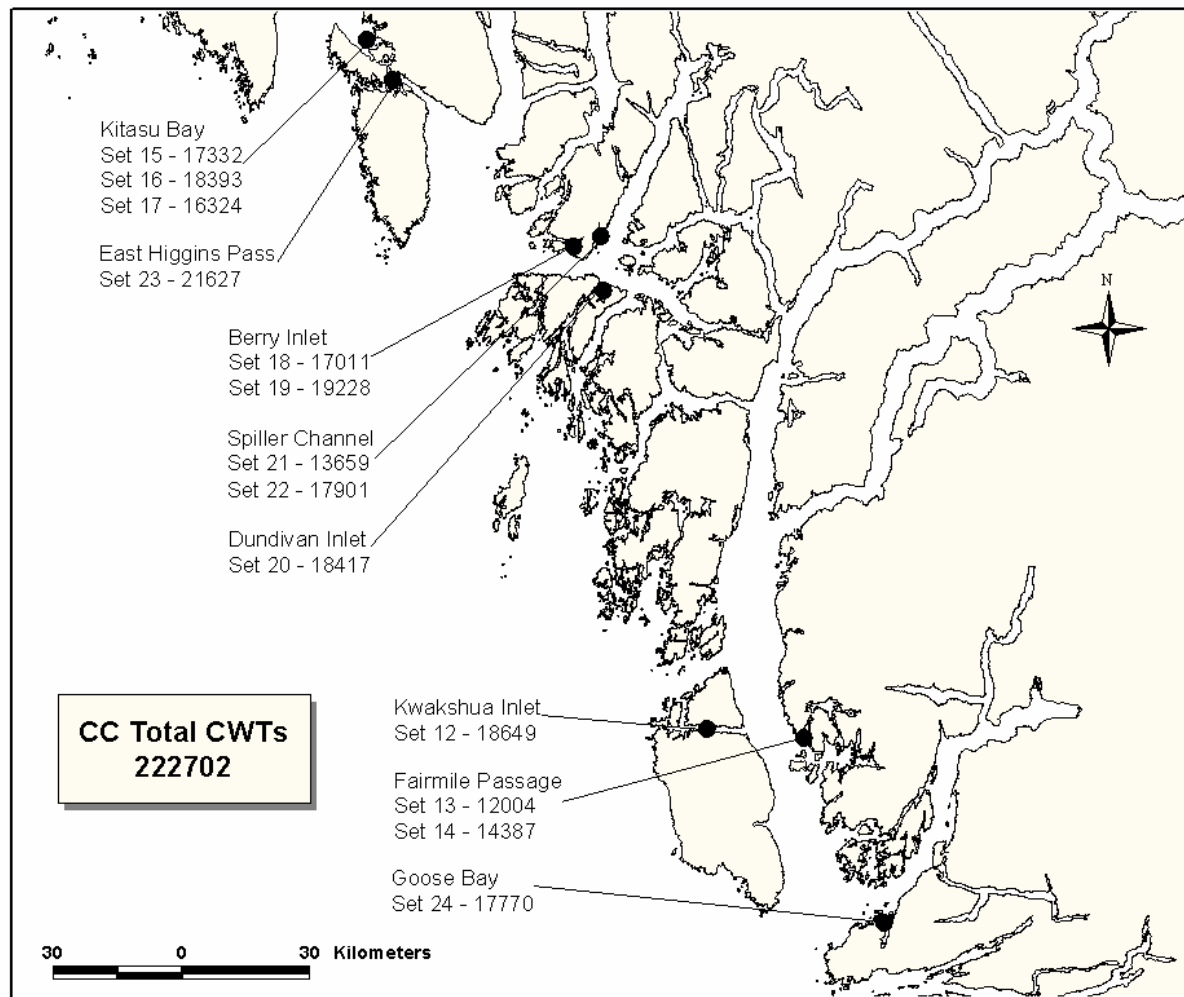 Kitasu Bay
Set 15 - 17332
Set 16 - 18393
Set 17 - 16324
East Higgins Pass
Set 23 - 21627
Berry Inlet
Set 18 - 17011
Set 19 - 19228
N
Spiller Channel
Set 21 - 13659
Set 22 - 17901
Dundivan Inlet
Set 20 - 18417
Kwakshua Inlet
Set 12 - 18649
CC Total CWTs
222702
Fairmile Passage
Set 13 - 12004
Set 14 - 14387
Goose Bay
Set 24 - 17770
30 0 30 Kilometers